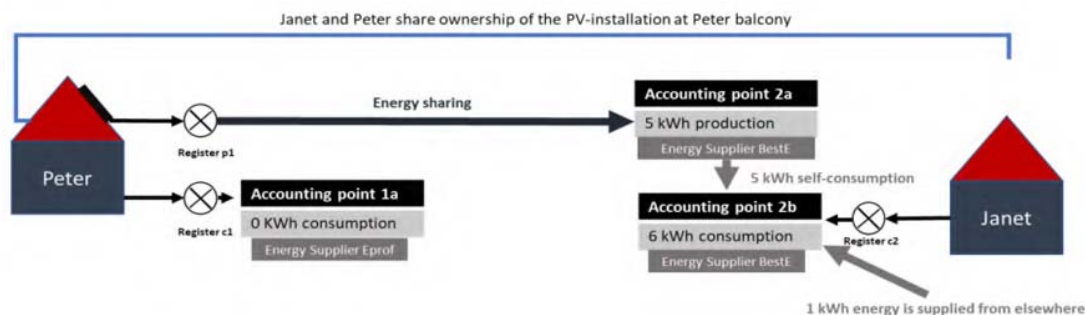 Janet and Peter share ownership of the PV-installation at Peter balcony
Energy sharing
Accounting point 2a
5 kWh production
Energy Supplier BestE
Register p1
Peter
5 kWh self-consumption
Accounting point 1a
0 KWh consumption
Energy Supplier Eprof
Register c1
Accounting point 2b
6 kWh consumption
Energy Supplier BestE
Register c2
Janet
1 kWh energy is supplied from elsewhere